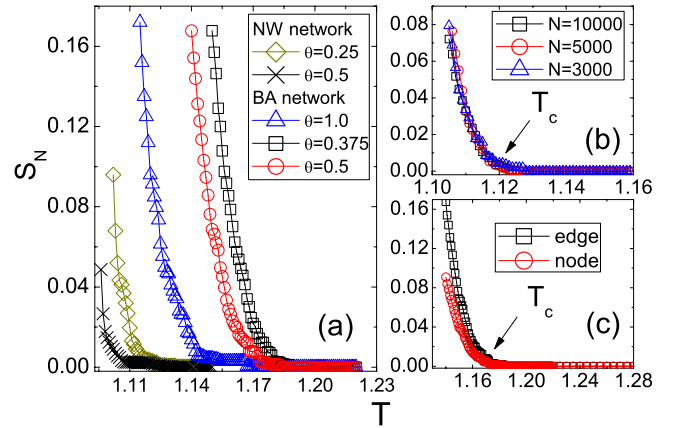 NW network
θ=0.25
θ=0.5
BA network
θ=1.0
θ=0.375
θ=0.5
(a)
S_N
0.16
0.12
0.08
0.04
0.00
1.11 1.14 1.17 1.20 1.23
T
N=10000
N=5000
N=3000
T_c
(b)
0.08
0.06
0.04
0.02
0.00
1.10 1.12 1.14 1.16
edge
node
T_c
(c)
0.16
0.12
0.08
0.04
0.00
1.16 1.20 1.24 1.28